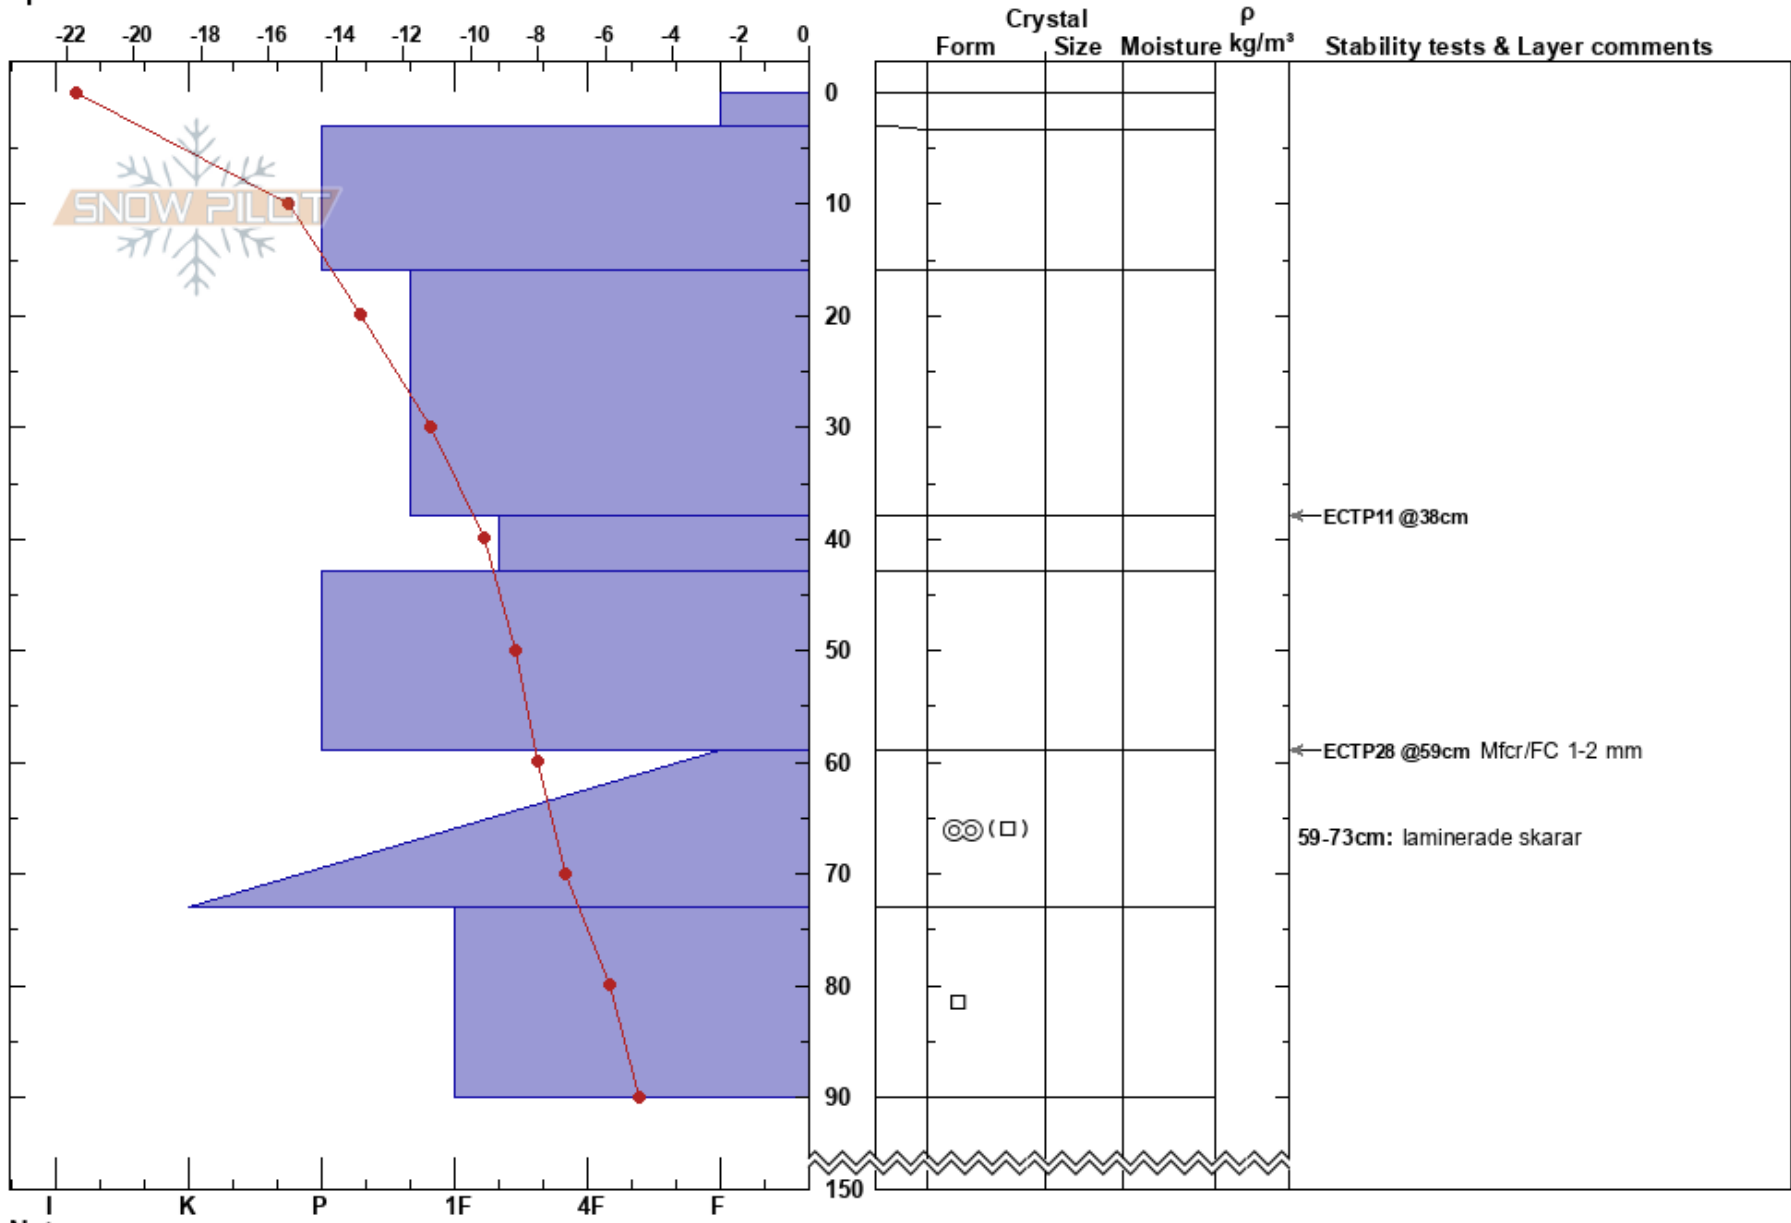 Crystal ρ
-22 -20 -18 -16 -14 -12 -10 -8 -6 -4 -2 0
Form Size Moisture kg/m³ Stability tests & Layer comments
0
SNOW PILOT
10
20
30
ECTP11 @38cm
40
50
ECTP28 @59cm Mfcr/FC 1-2 mm
60
( )
59-73cm: laminerade skarar
70
80
90
150
I K P 1F 4F F